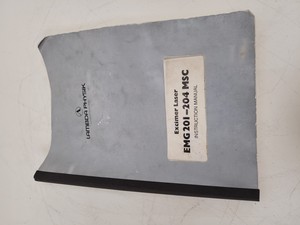 LAMBDA PHYSIK
Excimer Laser
EMG 201-204 MSC
INSTRUCTION MANUAL